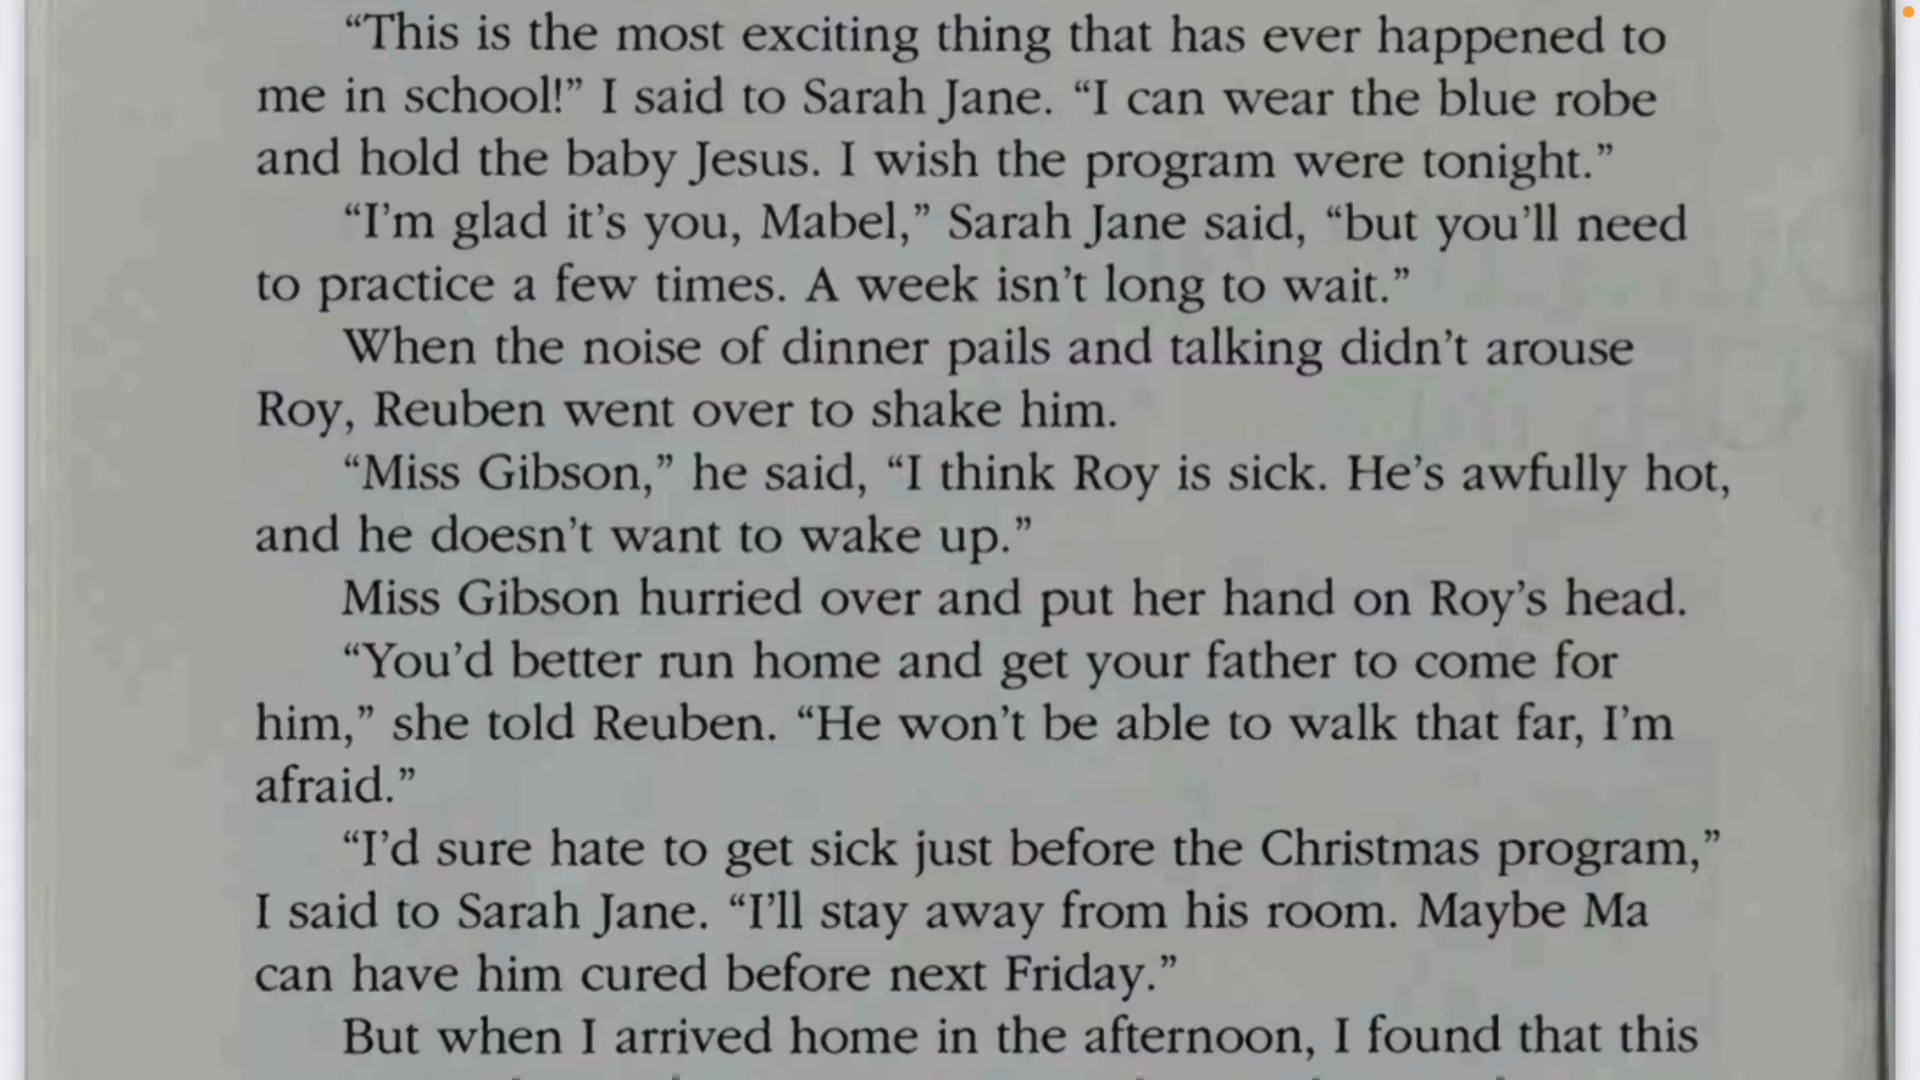 “This is the most exciting thing that has ever happened to
me in school!” I said to Sarah Jane. “I can wear the blue robe
and hold the baby Jesus. I wish the program were tonight.”
“I’m glad it’s you, Mabel,” Sarah Jane said, “but you’ll need
to practice a few times. A week isn’t long to wait.”
When the noise of dinner pails and talking didn’t arouse
Roy, Reuben went over to shake him.
“Miss Gibson,” he said, “I think Roy is sick. He’s awfully hot,
and he doesn’t want to wake up.”
Miss Gibson hurried over and put her hand on Roy’s head.
“You’d better run home and get your father to come for
him,” she told Reuben. “He won’t be able to walk that far, I’m
afraid.”
“I’d sure hate to get sick just before the Christmas program,”
I said to Sarah Jane. “I’ll stay away from his room. Maybe Ma
can have him cured before next Friday.”
But when I arrived home in the afternoon, I found that this